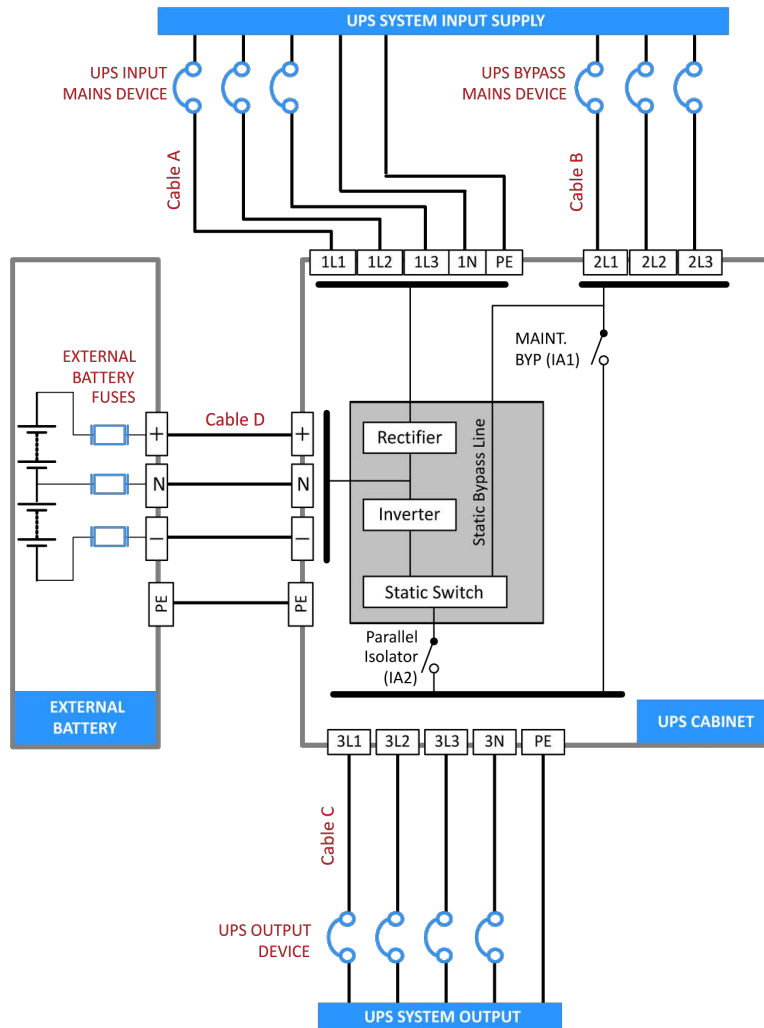 UPS SYSTEM INPUT SUPPLY
UPS INPUT
MAINS DEVICE
UPS BYPASS
MAINS DEVICE
Cable A
Cable B
1L1
1L2
1L3
1N
PE
2L1
2L2
2L3
MAINT.
BYP (IA1)
EXTERNAL
BATTERY
FUSES
Cable D
+
+
N
N
–
–
PE
PE
Rectifier
Inverter
Static Bypass Line
Static Switch
Parallel
Isolator
(IA2)
EXTERNAL
BATTERY
UPS CABINET
3L1
3L2
3L3
3N
PE
Cable C
UPS OUTPUT
DEVICE
UPS SYSTEM OUTPUT